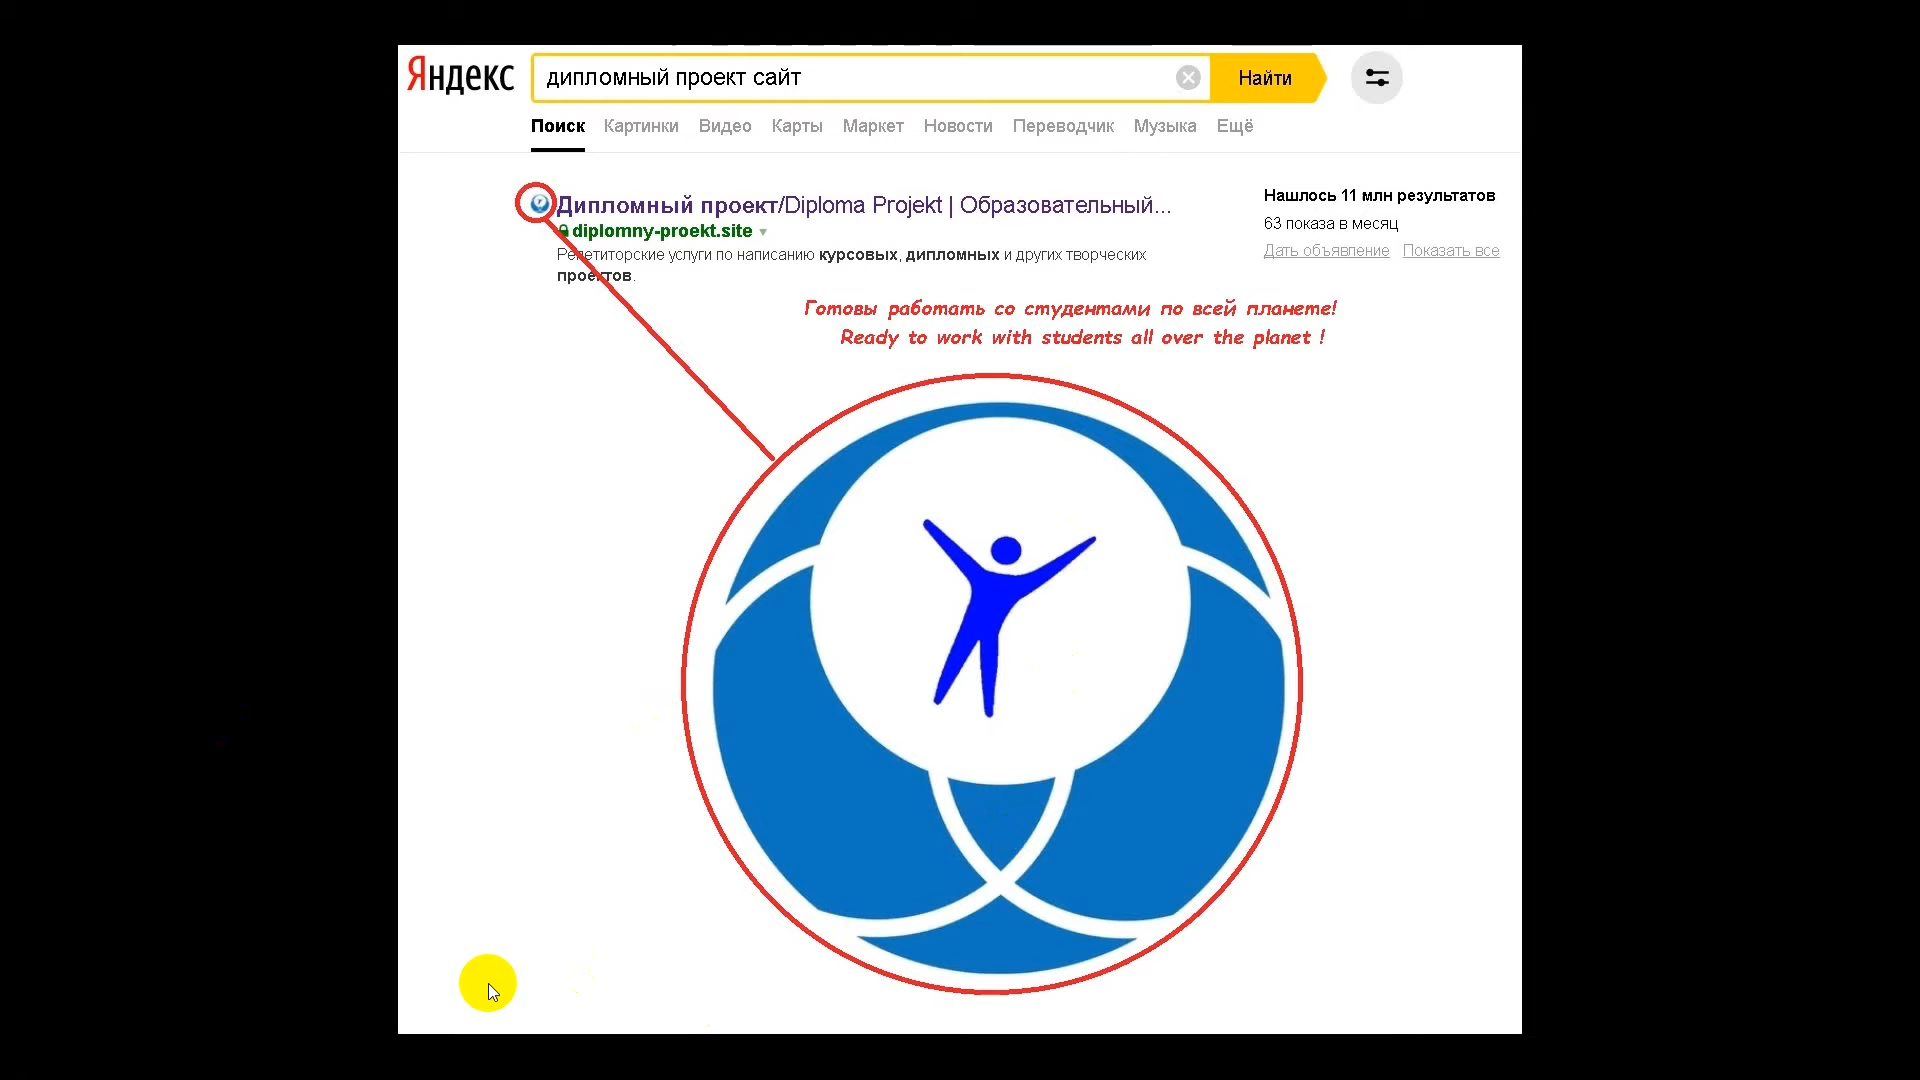 Яндекс
дипломный проект сайт
Найти
Поиск Картинки Видео Карты Маркет Новости Переводчик Музыка Ещё
Дипломный проект/Diploma Projekt | Образовательный...
diplomny-proekt.site
Репетиторские услуги по написанию курсовых, дипломных и других творческих
проектов.
Нашлось 11 млн результатов
63 показа в месяц
Дать объявление Показать все
Готовы работать со студентами по всей планете!
Ready to work with students all over the planet !